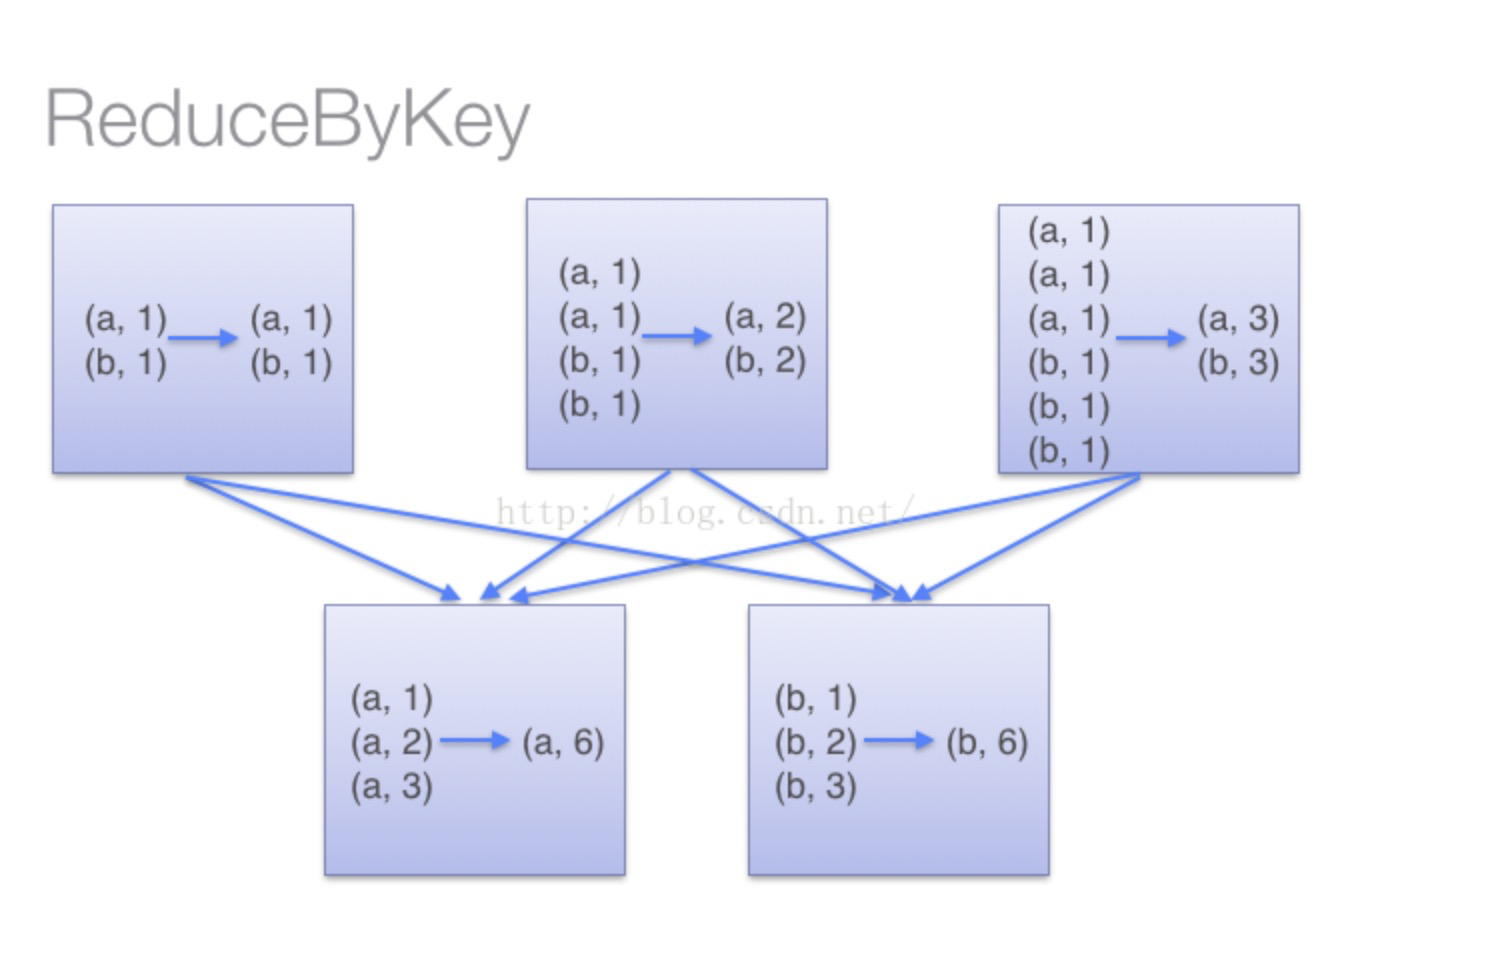 ReduceByKey
(a, 1)
(b, 1)
(a, 1)
(b, 1)
(a, 1)
(a, 1)
(b, 1)
(b, 1)
(a, 2)
(b, 2)
(a, 1)
(a, 1)
(a, 1)
(b, 1)
(b, 1)
(b, 1)
(a, 3)
(b, 3)
http://blog.csdn.net/
(a, 1)
(a, 2)
(a, 3)
(a, 6)
(b, 1)
(b, 2)
(b, 3)
(b, 6)